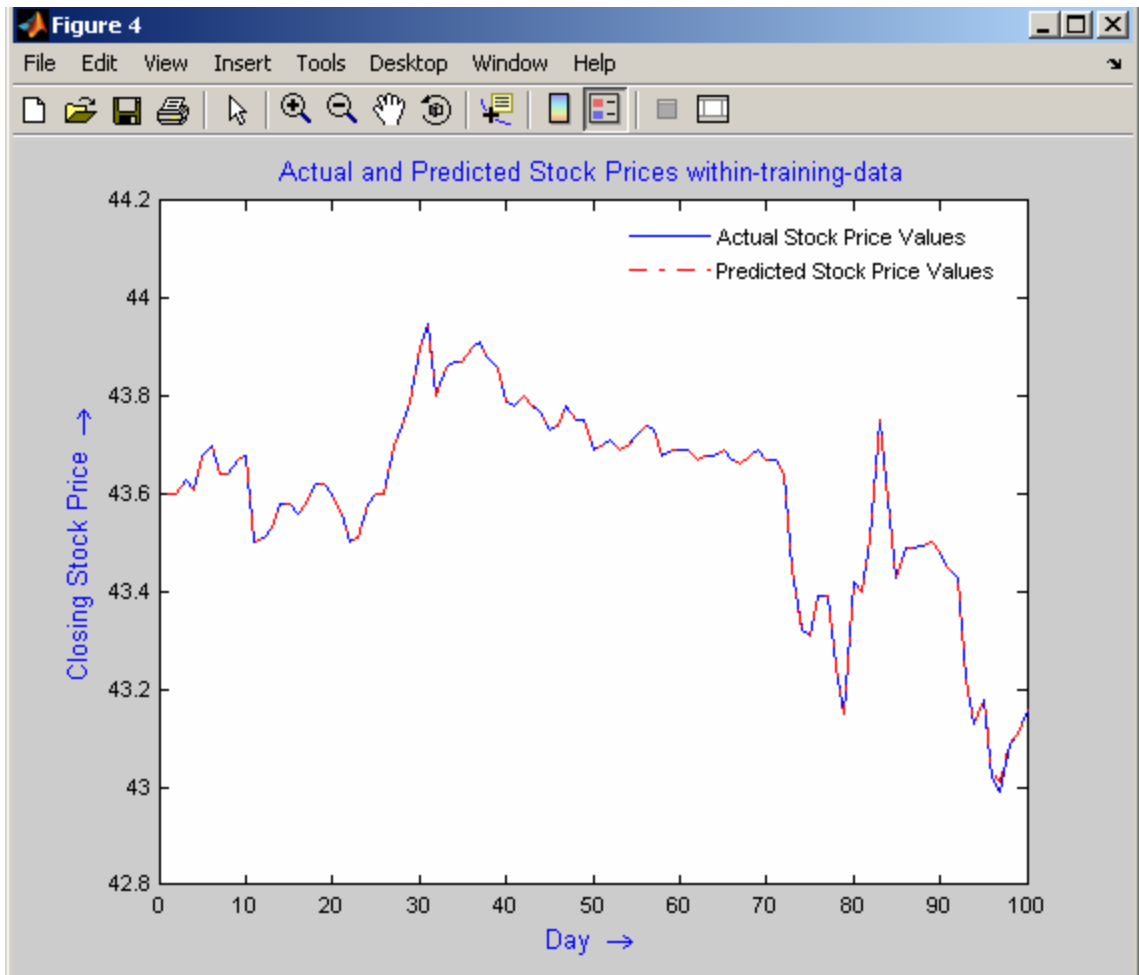 Figure 4
File Edit View Insert Tools Desktop Window Help
Actual and Predicted Stock Prices within-training-data
44.2
Actual Stock Price Values
Predicted Stock Price Values
44
43.8
43.6
43.4
43.2
43
42.8
Closing Stock Price →
0 10 20 30 40 50 60 70 80 90 100
Day →